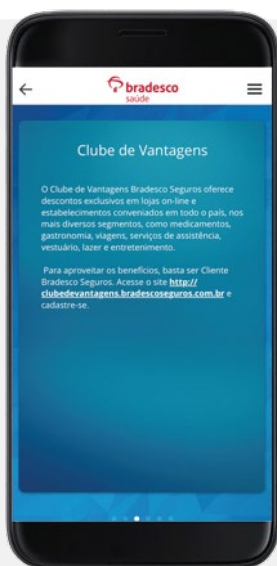 bradesco
saúde
Clube de Vantagens
O Clube de Vantagens Bradesco Seguros oferece
descontos exclusivos em lojas on-line e
estabelecimentos conveniados em todo o país, nos
mais diversos segmentos, como medicamentos,
gastronomia, viagens, serviços de assistência,
vestuário, lazer e entretenimento.
Para aproveitar os benefícios, basta ser Cliente
Bradesco Seguros. Acesse o site http://
clubedevantagens.bradescoseguros.com.br e
cadastre-se.